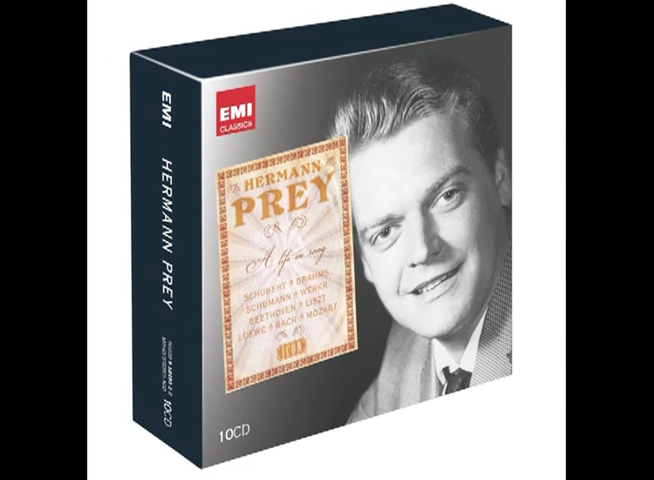 EMI
HERMANN PREY
10CD
EMI
CLASSICS
HERMANN
PREY
A life in song
SCHUBERT BRAHMS
SCHUMANN WEBER
BEETHOVEN LISZT
LOEWE BACH MOZART
ICON
10CD